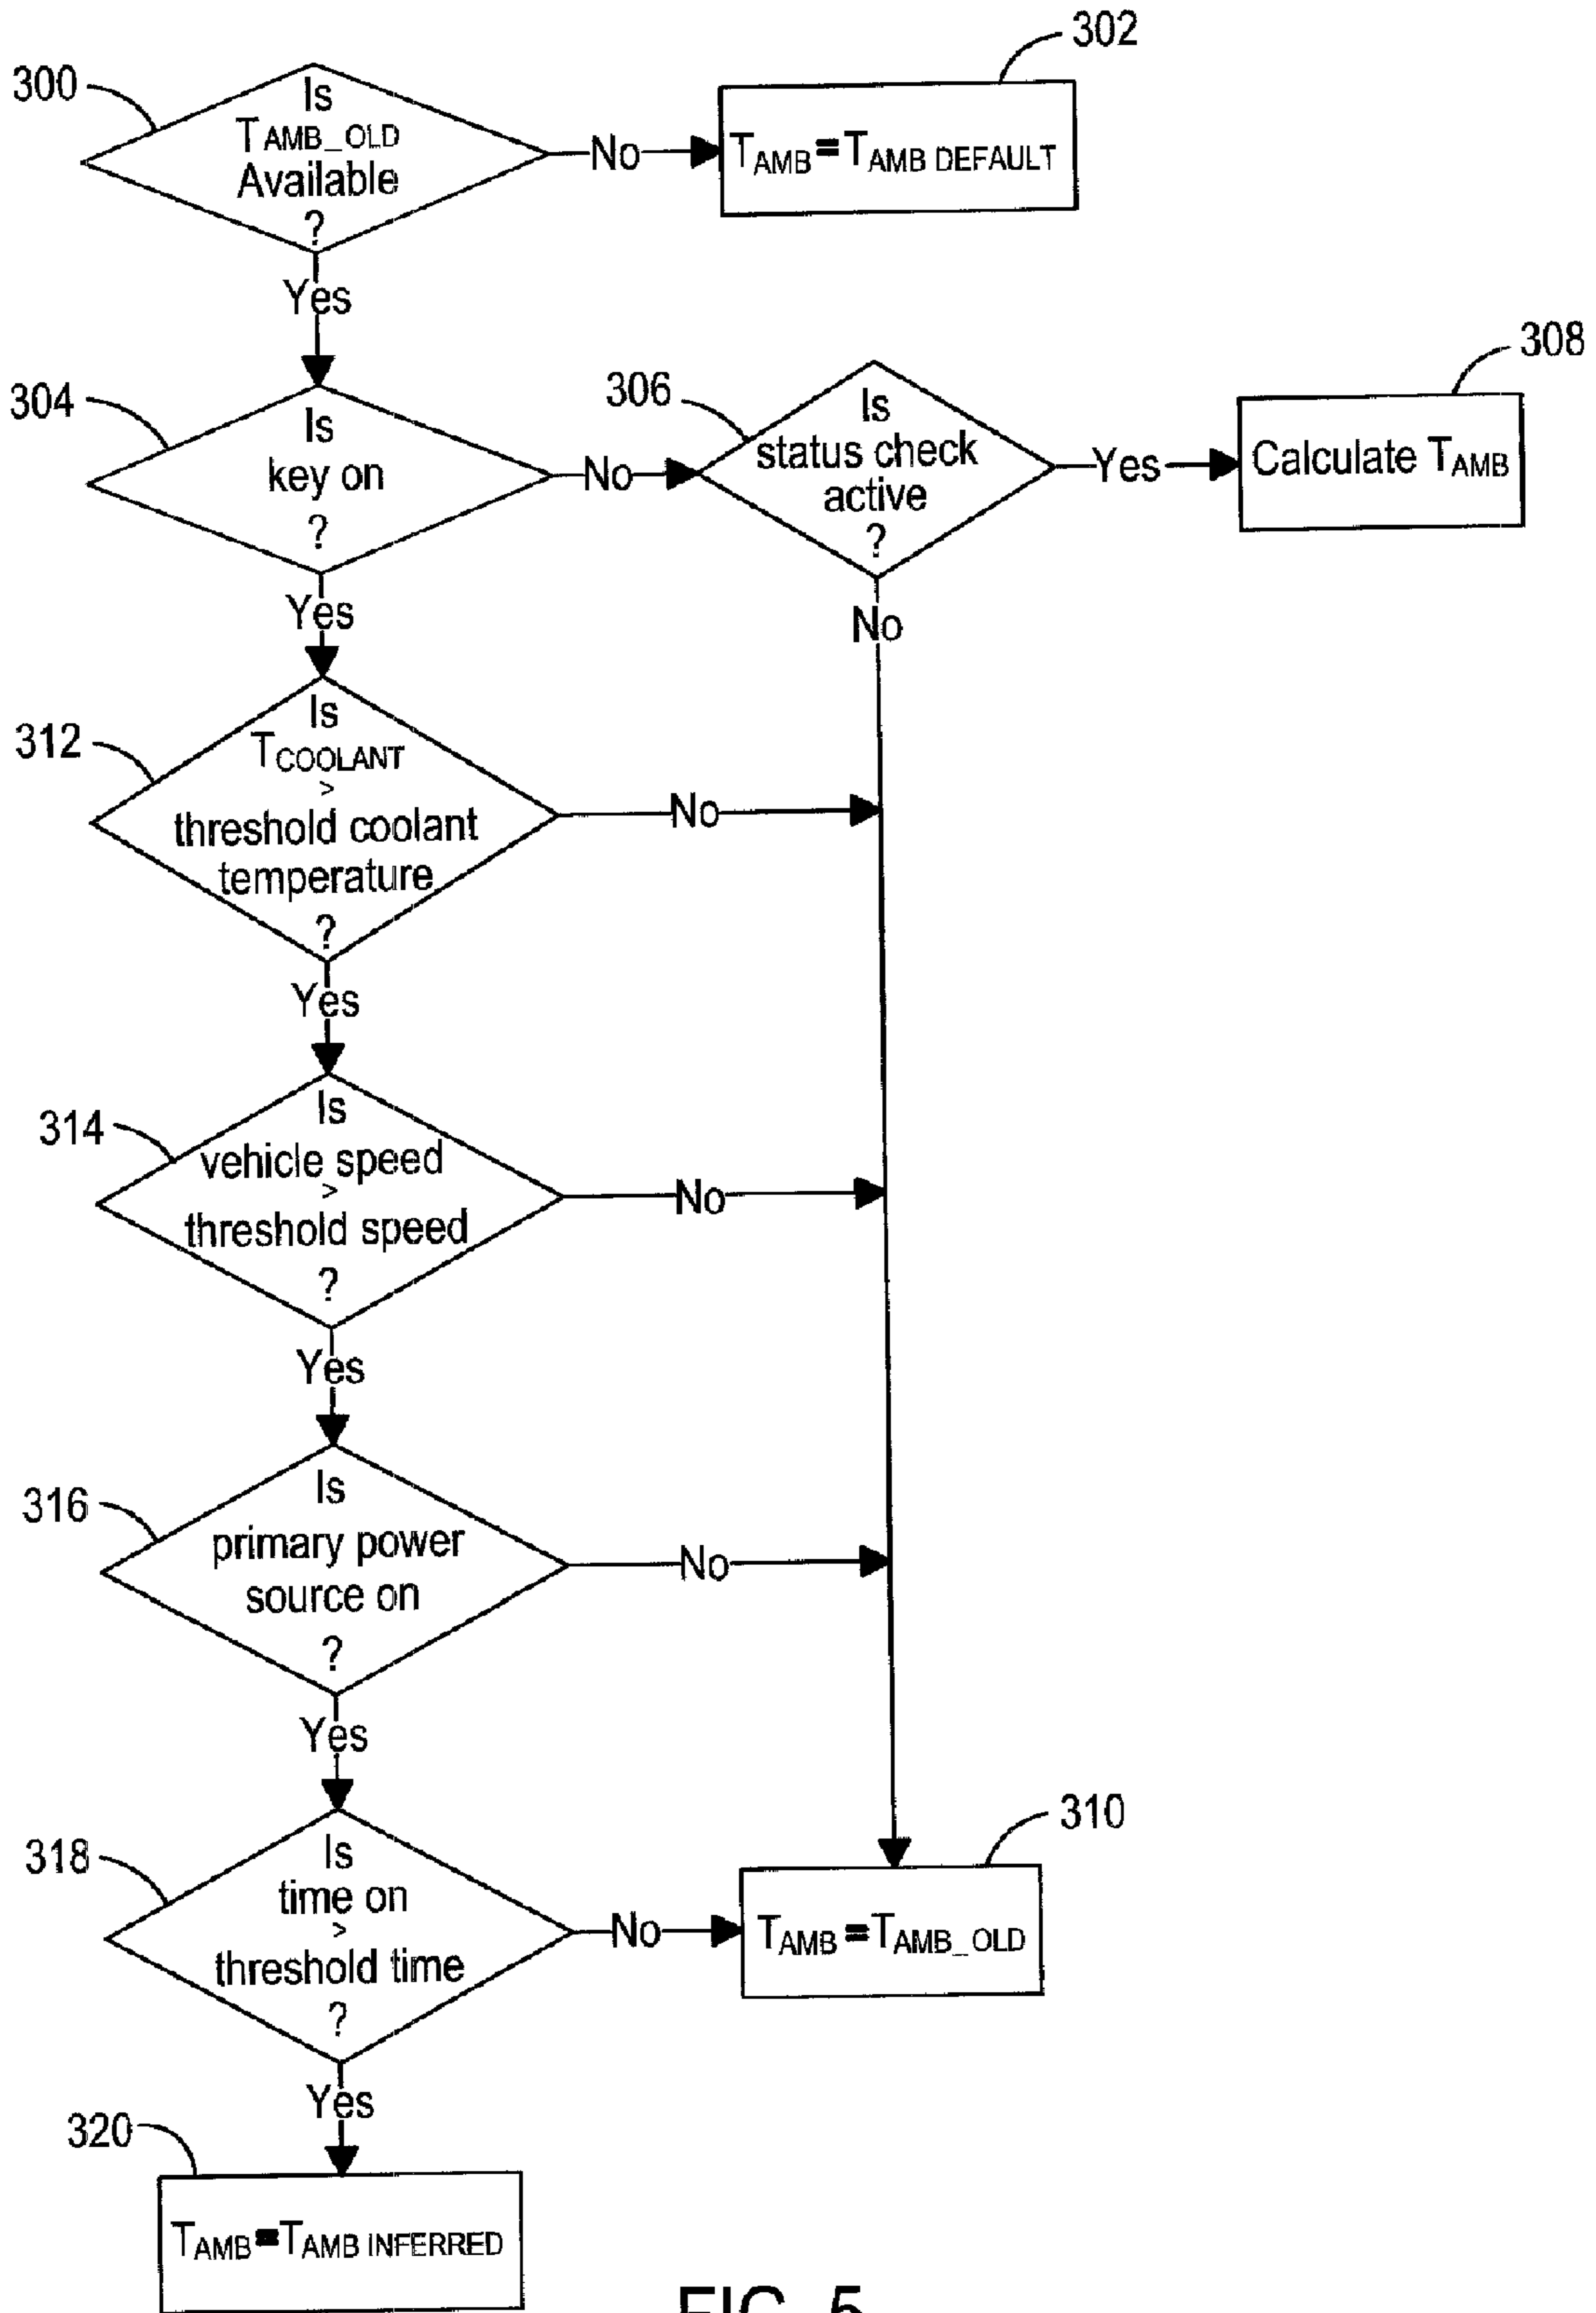 302
300
Is
TAMB_OLD
Available
?
No
TAMB=TAMB DEFAULT
Yes
308
304
306
Is
key on
?
No
Is
status check
active
?
Yes
Calculate TAMB
Yes
No
312
Is
TCOOLANT
>
threshold coolant
temperature
?
No
Yes
314
Is
vehicle speed
>
threshold speed
?
No
Yes
316
Is
primary power
source on
?
No
Yes
310
318
Is
time on
>
threshold time
?
No
TAMB=TAMB_OLD
Yes
320
TAMB=TAMB INFERRED
FIG. 5